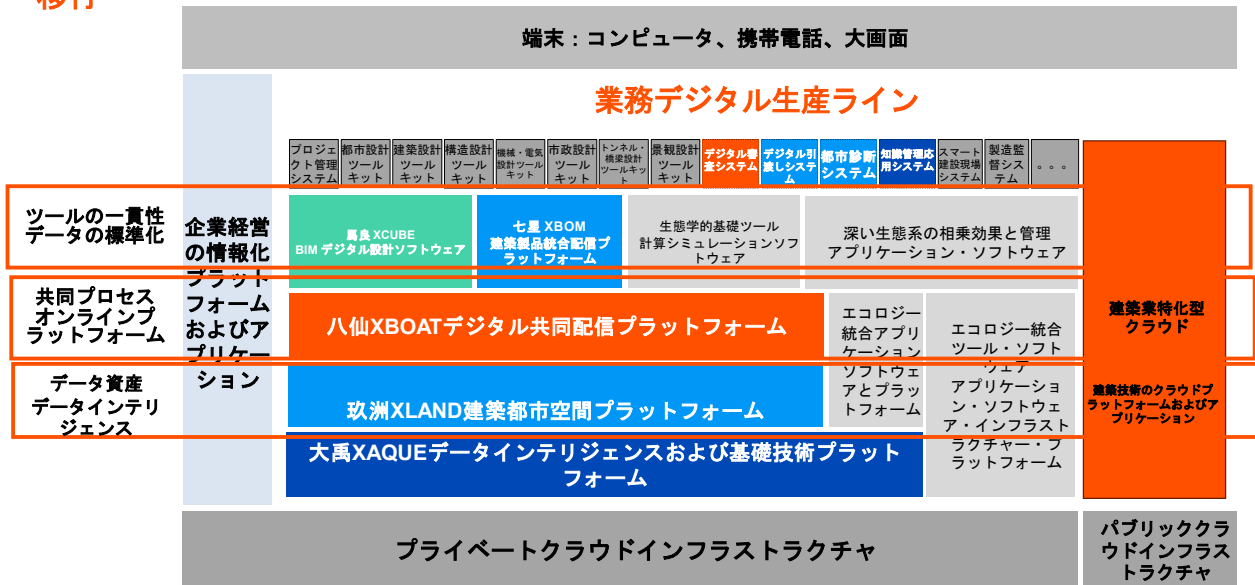 移行
端末：コンピュータ、携帯電話、大画面
業務デジタル生産ライン
プロジェ
クト管理
システム
都市設計
ツール
キット
建築設計
ツール
キット
構造設計
ツール
キット
機械・電気
設計ツール
キット
市政設計
ツール
キット
トンネル・
橋梁設計
ツールキッ
ト
景観設計
ツール
キット
デジタル審
査システム
デジタル引
渡しシステ
ム
都市診断
システム
知識管理応
用システム
スマート
建設現場
システム
製造監
督シス
テム
。。。
ツールの一貫性
データの標準化
共同プロセス
オンラインプ
ラットフォーム
データ資産
データインテリ
ジェンス
企業経営
の情報化
プラット
フォーム
およびア
プリケー
ション
XCUBE
BIM デジタル設計ソフトウェア
七星 XBOM
建築製品統合配信プ
ラットフォーム
生態学的基礎ツール
計算シミュレーションソフ
トウェア
深い生態系の相乗効果と管理
アプリケーション・ソフトウェア
八仙XBOATデジタル共同配信プラットフォーム
エコロジー
統合アプリ
ケーション
ソフトウェ
アとプラッ
トフォーム
エコロジー統合
ツール・ソフト
ウェア
アプリケーショ
ン・ソフトウェ
ア・インフラスト
ラクチャー・プ
ラットフォーム
玖洲XLAND建築都市空間プラットフォーム
大禹XAQUEデータインテリジェンスおよび基礎技術プラット
フォーム
建築業特化型
クラウド
建築技術のクラウドプ
ラットフォームおよびア
プリケーション
プライベートクラウドインフラストラクチャ
パブリッククラ
ウドインフラス
トラクチャ